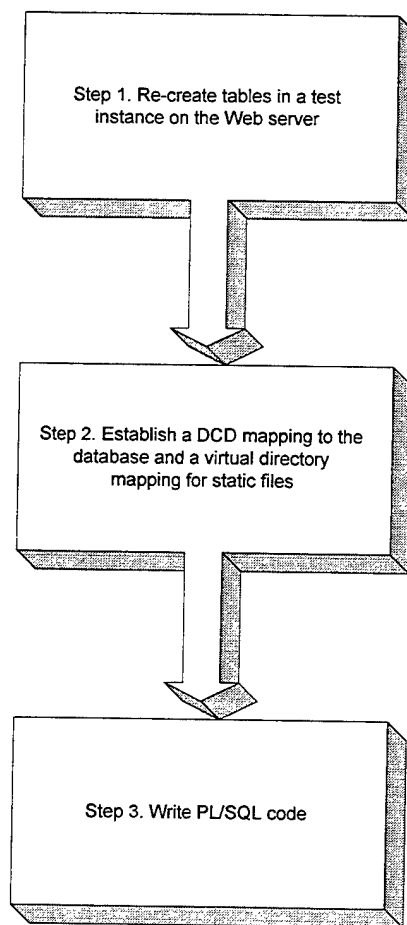 Step 1. Re-create tables in a test
instance on the Web server
Step 2. Establish a DCD mapping to the
database and a virtual directory
mapping for static files
Step 3. Write PL/SQL code